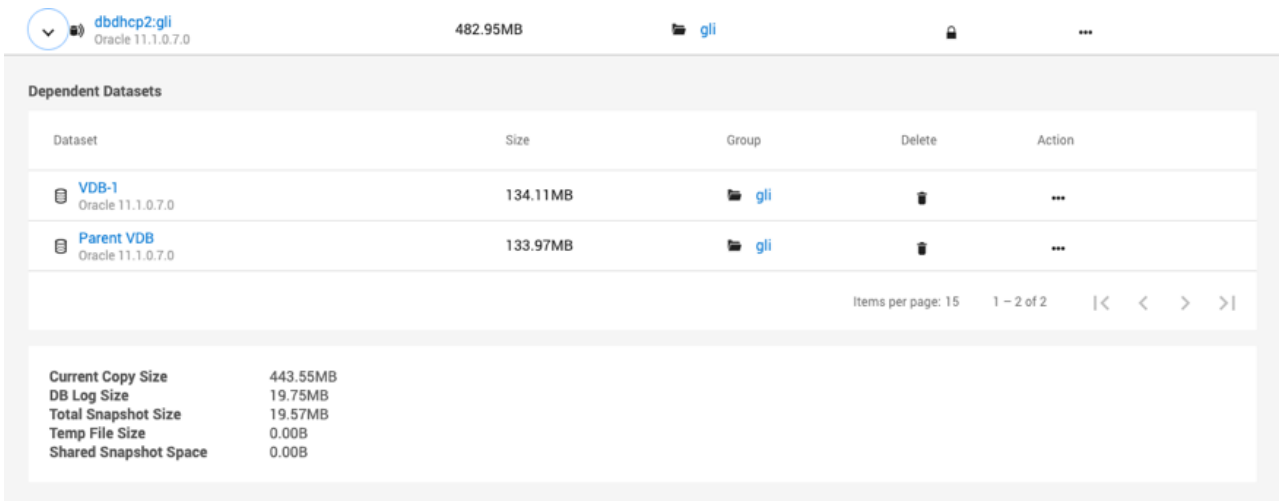 dbdhcp2:gli 482.95MB gli
Oracle 11.1.0.7.0
Dependent Datasets
Dataset Size Group Delete Action
VDB-1 134.11MB gli
Oracle 11.1.0.7.0
Parent VDB 133.97MB gli
Oracle 11.1.0.7.0
Items per page: 15 1 – 2 of 2
Current Copy Size 443.55MB
DB Log Size 19.75MB
Total Snapshot Size 19.57MB
Temp File Size 0.00B
Shared Snapshot Space 0.00B